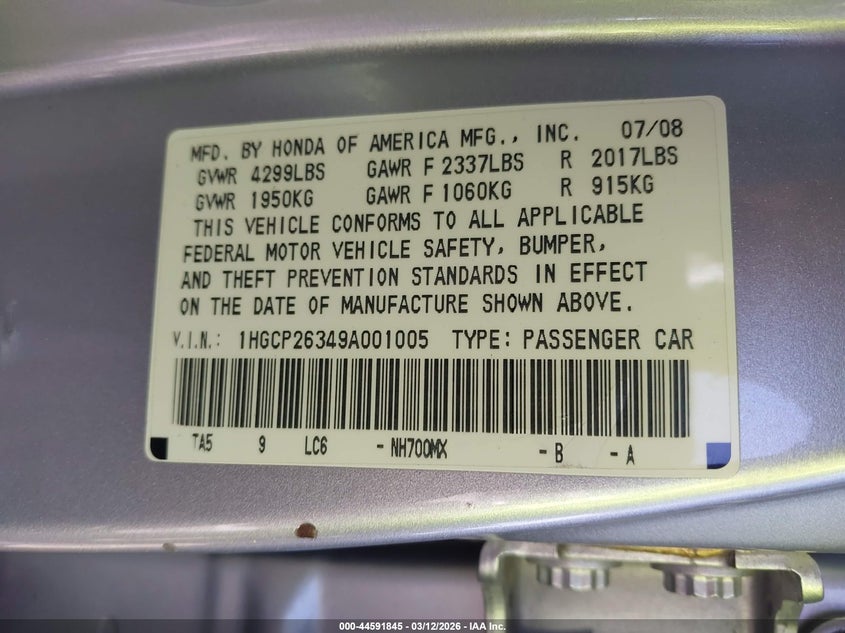 MFD. BY HONDA OF AMERICA MFG., INC. 07/08
GVWR 4299LBS GAWR F 2337LBS R 2017LBS
GVWR 1950KG GAWR F 1060KG R 915KG
THIS VEHICLE CONFORMS TO ALL APPLICABLE
FEDERAL MOTOR VEHICLE SAFETY, BUMPER,
AND THEFT PREVENTION STANDARDS IN EFFECT
ON THE DATE OF MANUFACTURE SHOWN ABOVE.
V.I.N.: 1HGCP26349A001005 TYPE: PASSENGER CAR
TA5 9 LC6 - NH700MX - B - A
000-44591845 | 03/12/2026 | IAA Inc.